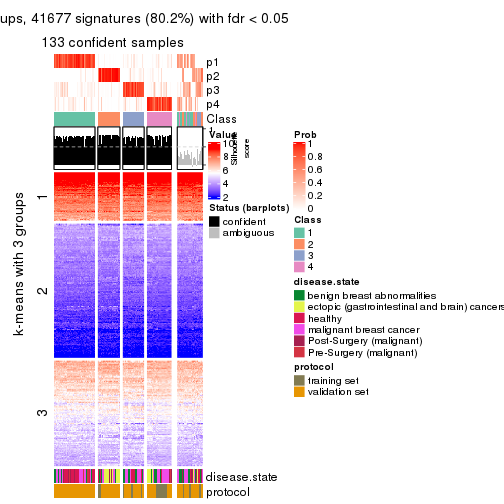 ups, 41677 signatures (80.2%) with fdr < 0.05
133 confident samples
p1
p2
p3
p4
Class
1
Silhouette
score
k-means with 3 groups
1
2
3
disease.state
protocol
Value
10
8
6
4
2
Status (barplots)
confident
ambiguous
Prob
1
0.8
0.6
0.4
0.2
0
Class
1
2
3
4
disease.state
benign breast abnormalities
ectopic (gastrointestinal and brain) cancers
healthy
malignant breast cancer
Post-Surgery (malignant)
Pre-Surgery (malignant)
protocol
training set
validation set